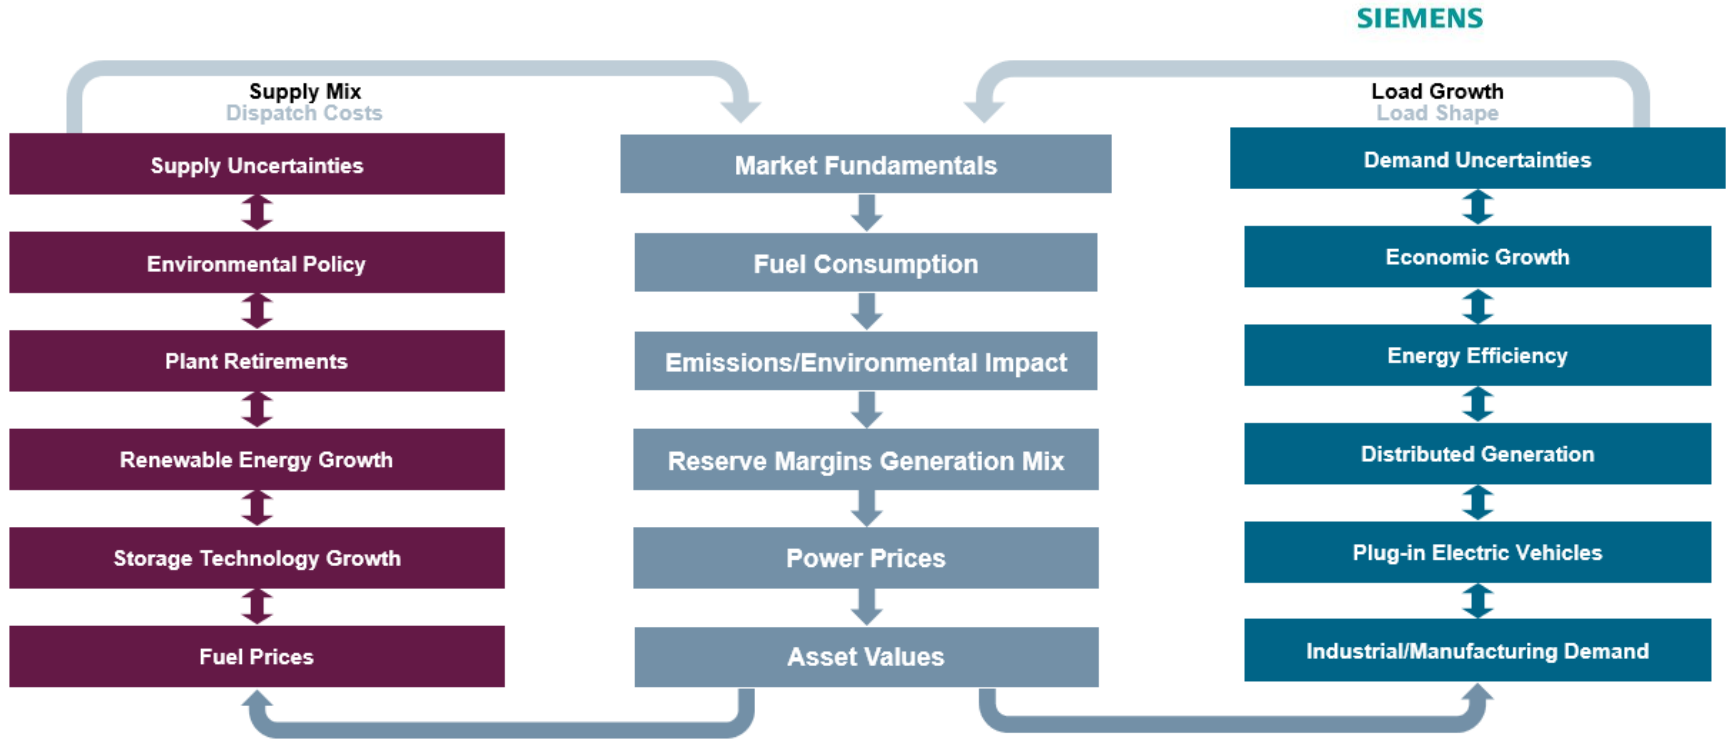 SIEMENS
Supply Mix
Dispatch Costs
Load Growth
Load Shape
Supply Uncertainties
Environmental Policy
Plant Retirements
Renewable Energy Growth
Storage Technology Growth
Fuel Prices
Market Fundamentals
Fuel Consumption
Emissions/Environmental Impact
Reserve Margins Generation Mix
Power Prices
Asset Values
Demand Uncertainties
Economic Growth
Energy Efficiency
Distributed Generation
Plug-in Electric Vehicles
Industrial/Manufacturing Demand